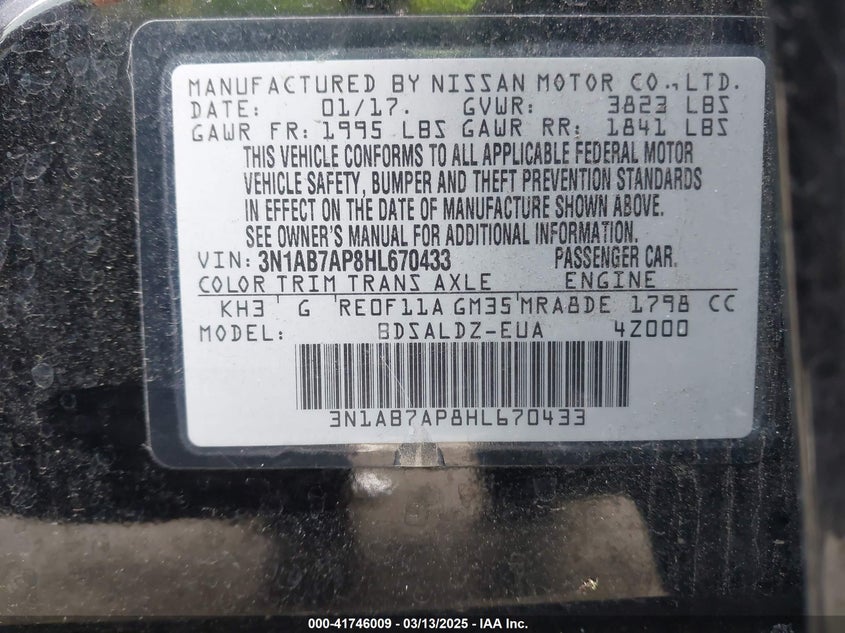 MANUFACTURED BY NISSAN MOTOR CO.,LTD.
DATE: 01/17. GVWR: 3823 LBS
GAWR FR: 1995 LBS GAWR RR: 1841 LBS
THIS VEHICLE CONFORMS TO ALL APPLICABLE FEDERAL MOTOR
VEHICLE SAFETY, BUMPER AND THEFT PREVENTION STANDARDS
IN EFFECT ON THE DATE OF MANUFACTURE SHOWN ABOVE.
SEE OWNER'S MANUAL FOR ADDITIONAL INFORMATION.
VIN: 3N1AB7AP8HL670433 PASSENGER CAR.
COLOR TRIM TRANS AXLE ENGINE
KH3 G RE0F11A GM35 MRA8DE 1798 CC
MODEL: BDSALDZ-EUA 4Z000
3N1AB7AP8HL670433
000-41746009 - 03/13/2025 - IAA Inc.